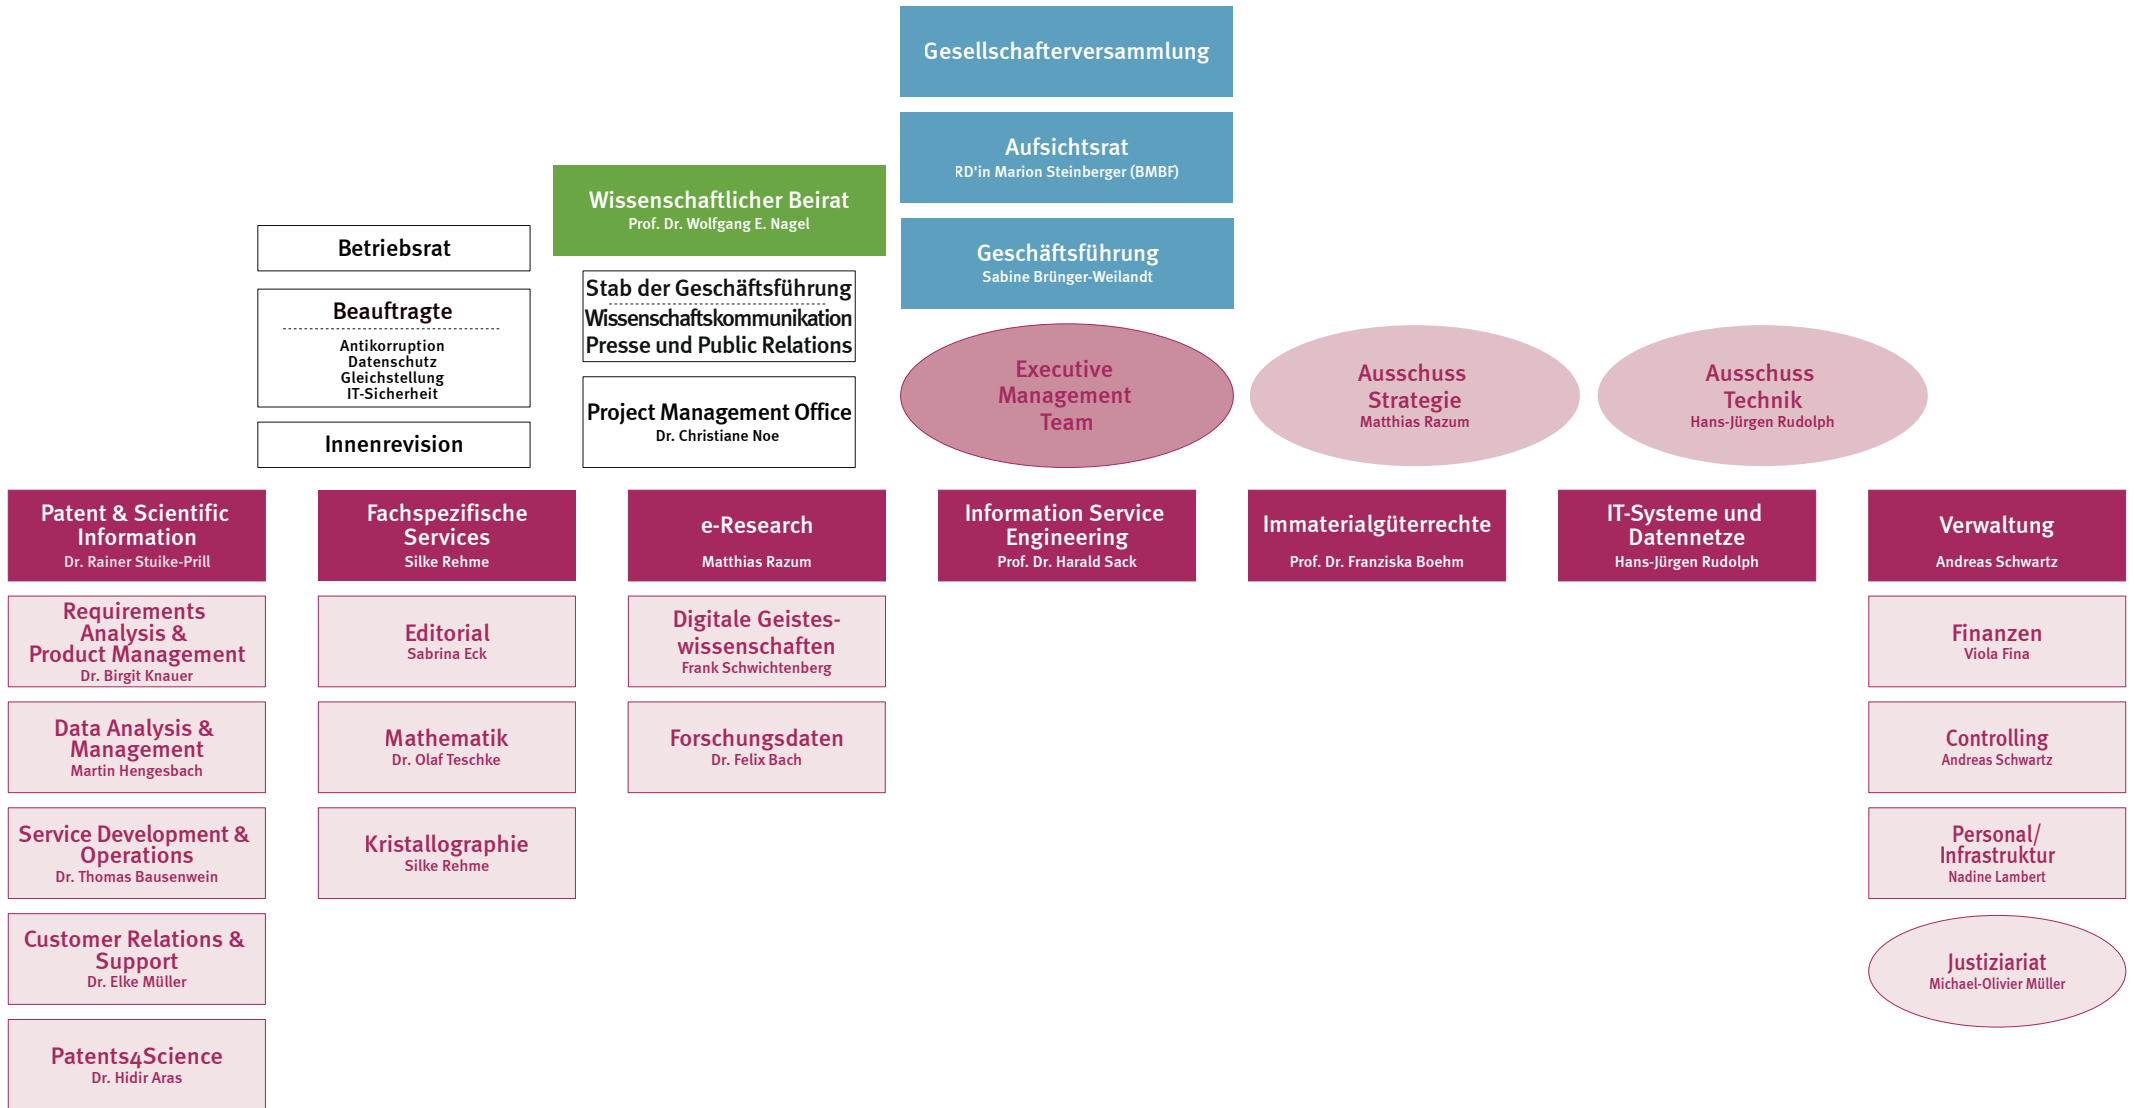 Gesellschafterversammlung
Aufsichtsrat
RD'in Marion Steinberger (BMBF)
Geschäftsführung
Sabine Brünger-Weilandt
Wissenschaftlicher Beirat
Prof. Dr. Wolfgang E. Nagel
Betriebsrat
Beauftragte
Antikorruption
Datenschutz
Gleichstellung
IT-Sicherheit
Innenrevision
Stab der Geschäftsführung
Wissenschaftskommunikation
Presse und Public Relations
Project Management Office
Dr. Christiane Noe
Executive
Management
Team
Ausschuss
Strategie
Matthias Razum
Ausschuss
Technik
Hans-Jürgen Rudolph
Patent & Scientific
Information
Dr. Rainer Stuike-Prill
Requirements
Analysis &
Product Management
Dr. Birgit Knauer
Data Analysis &
Management
Martin Hengesbach
Service Development &
Operations
Dr. Thomas Bausenwein
Customer Relations &
Support
Dr. Elke Müller
Patents4Science
Dr. Hidir Aras
Fachspezifische
Services
Silke Rehme
Editorial
Sabrina Eck
Mathematik
Dr. Olaf Teschke
Kristallographie
Silke Rehme
e-Research
Matthias Razum
Digitale Geistes-
wissenschaften
Frank Schwichtenberg
Forschungsdaten
Dr. Felix Bach
Information Service
Engineering
Prof. Dr. Harald Sack
Immaterialgüterrechte
Prof. Dr. Franziska Boehm
IT-Systeme und
Datennetze
Hans-Jürgen Rudolph
Verwaltung
Andreas Schwartz
Finanzen
Viola Fina
Controlling
Andreas Schwartz
Personal/
Infrastruktur
Nadine Lambert
Justiziariat
Michael-Olivier Müller